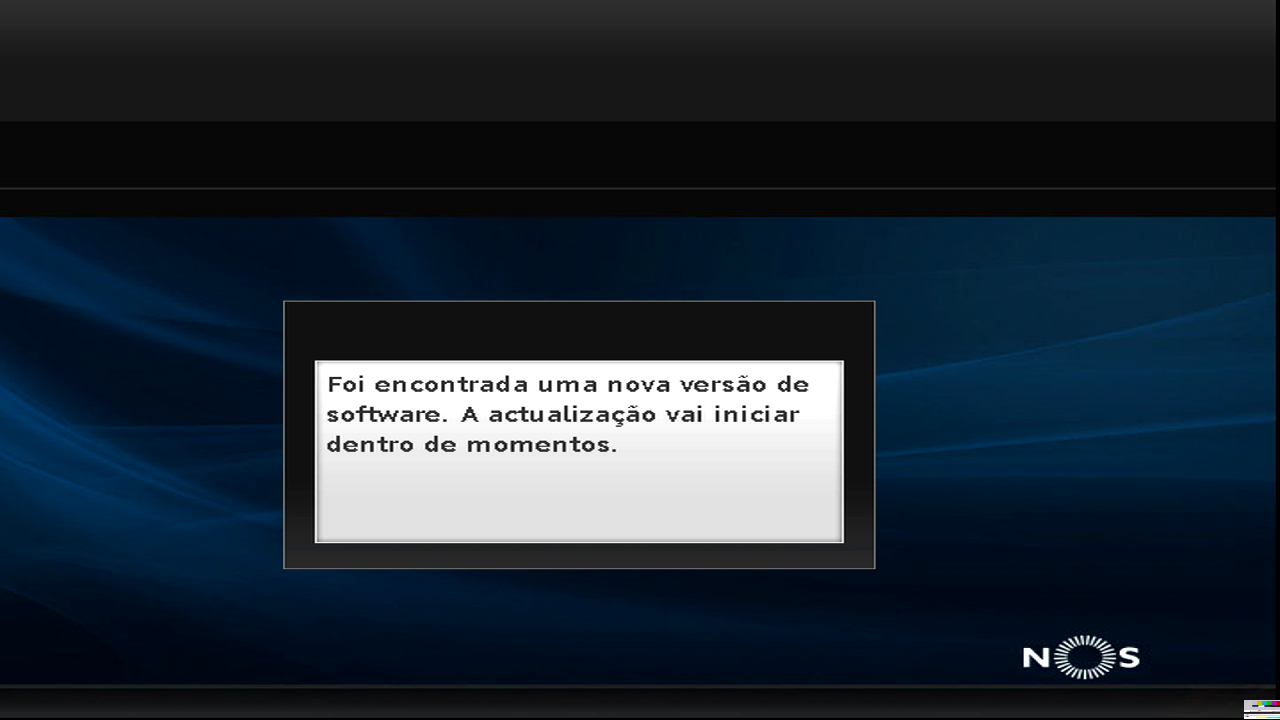 Foi encontrada uma nova versão de
software. A actualização vai iniciar
dentro de momentos.
NOS